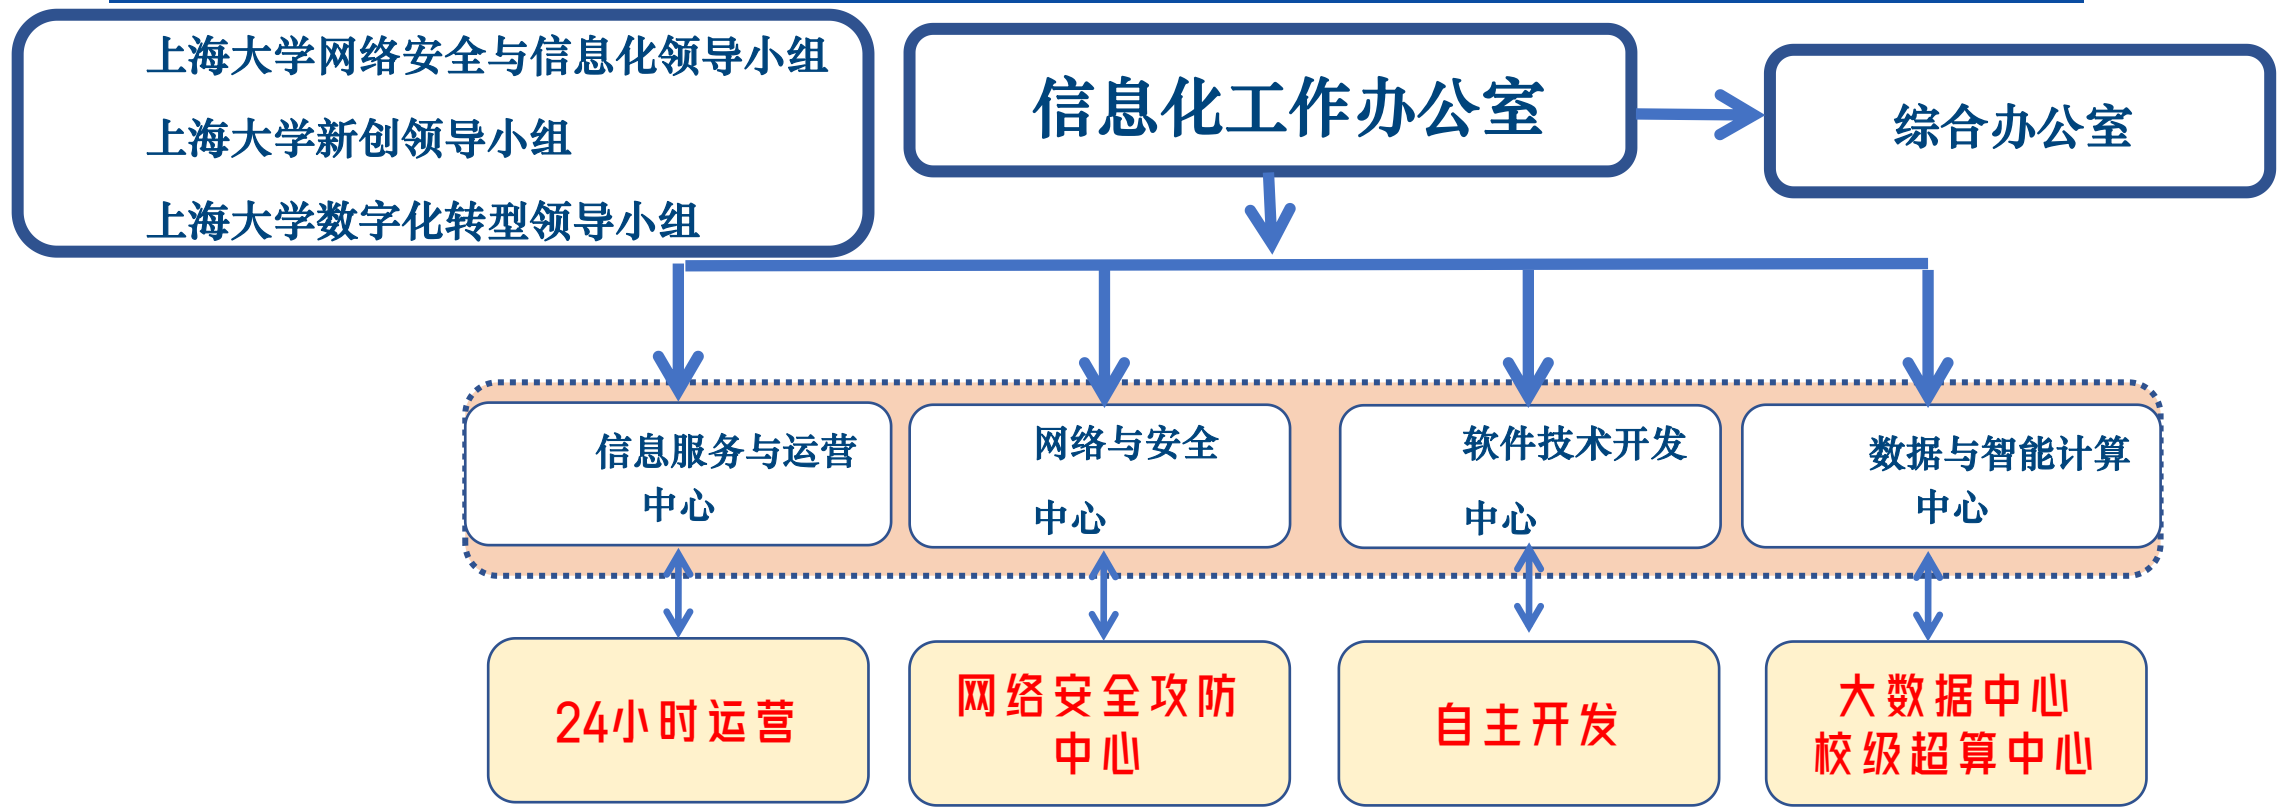 上海大学网络安全与信息化领导小组
上海大学新创领导小组
上海大学数字化转型领导小组
信息化工作办公室
综合办公室
信息服务与运营
中心
网络与安全
中心
软件技术开发
中心
数据与智能计算
中心
24小时运营
网络安全攻防
中心
自主开发
大数据中心
校级超算中心